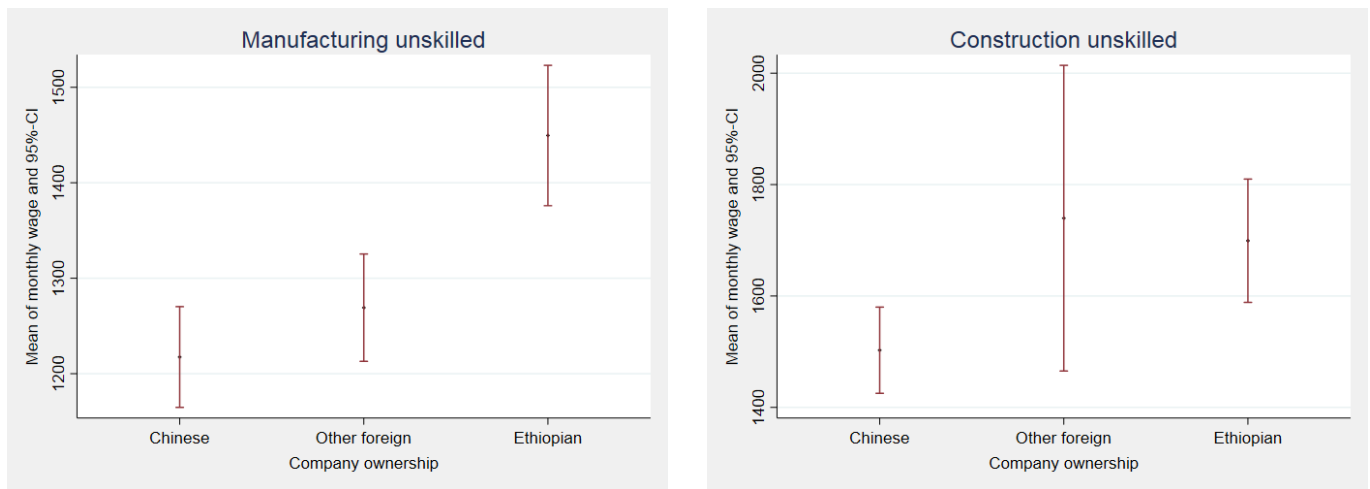 Manufacturing unskilled
Mean of monthly wage and 95%-CI
1500
1400
1300
1200
Chinese Other foreign Ethiopian
Company ownership
Construction unskilled
Mean of monthly wage and 95%-CI
2000
1800
1600
1400
Chinese Other foreign Ethiopian
Company ownership